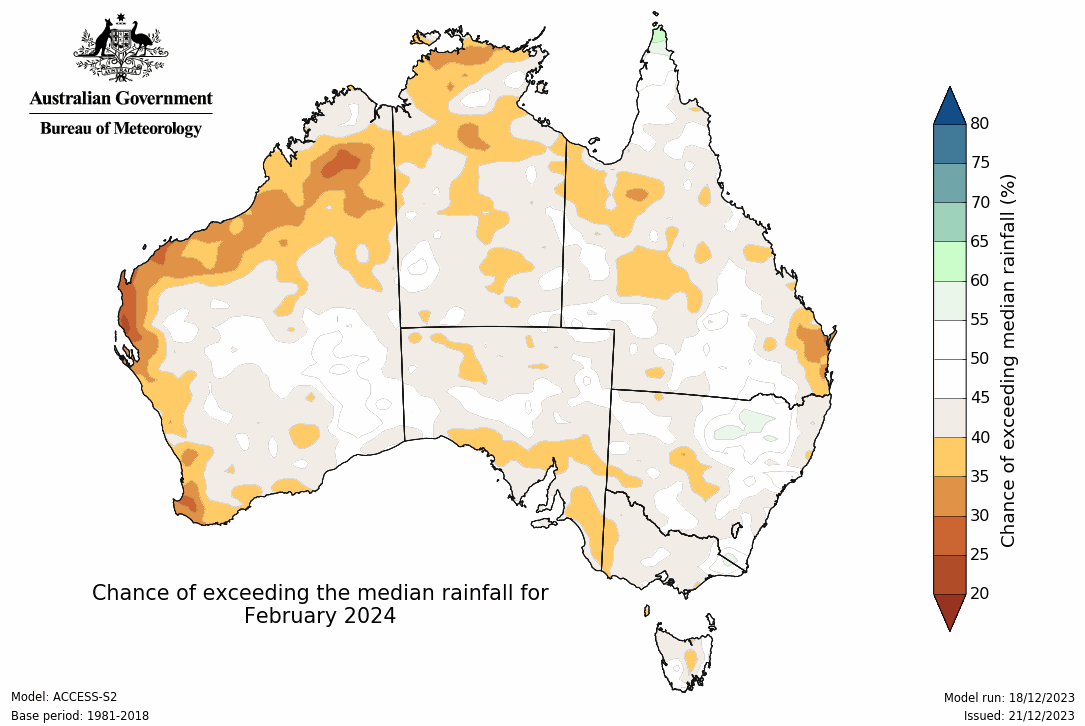 AUSTRALIA
Australian Government
Bureau of Meteorology
80
75
70
65
60
55
50
45
40
35
30
25
20
Chance of exceeding median rainfall (%)
Chance of exceeding the median rainfall for
February 2024
Model: ACCESS-S2
Base period: 1981-2018
Model run: 18/12/2023
Issued: 21/12/2023